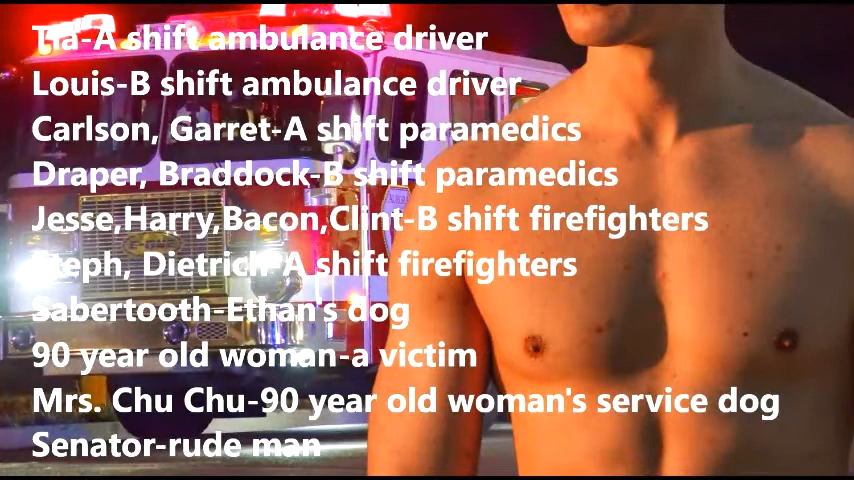 Tia-A shift ambulance driver
Louis-B shift ambulance driver
Carlson, Garret-A shift paramedics
Draper, Braddock-B shift paramedics
Jesse,Harry,Bacon,Clint-B shift firefighters
Steph, Dietrich-A shift firefighters
Sabertooth-Ethan's dog
90 year old woman-a victim
Mrs. Chu Chu-90 year old woman's service dog
Senator-rude man